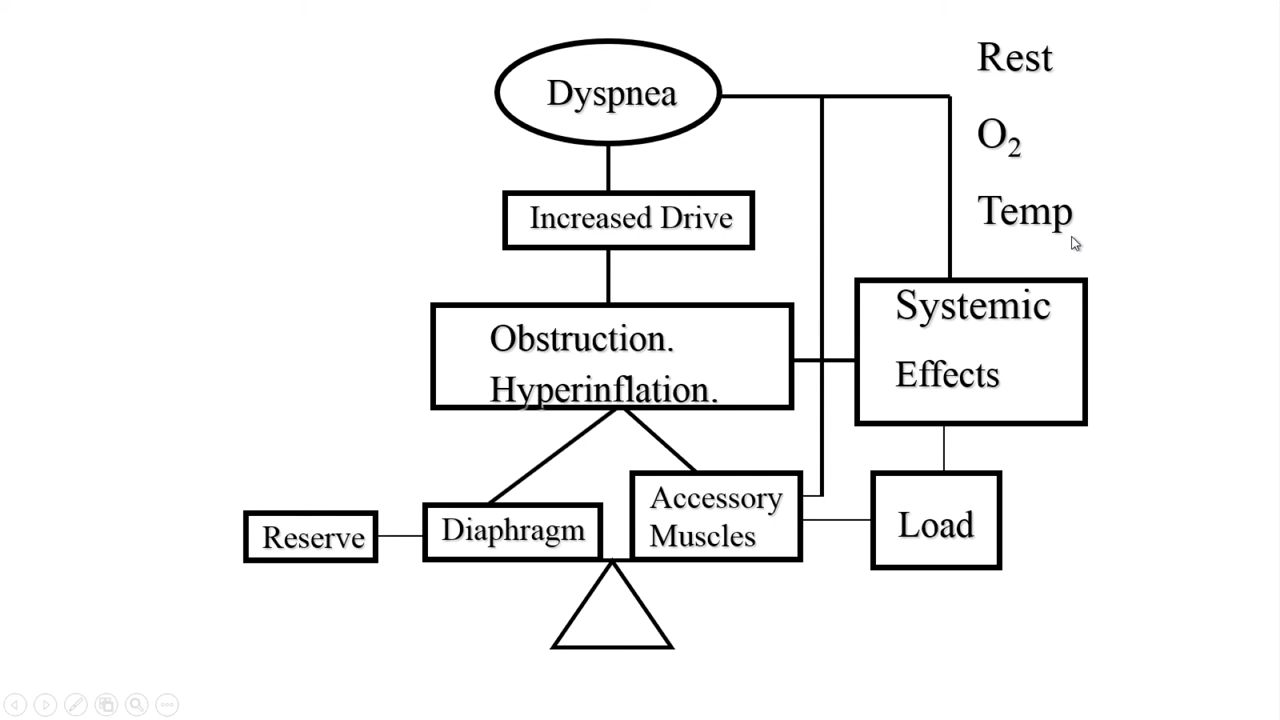 Rest
Dyspnea
O2
Temp
Increased Drive
Systemic
Obstruction.
Effects
Hyperinflation.
Accessory
Muscles
Load
Diaphragm
Reserve